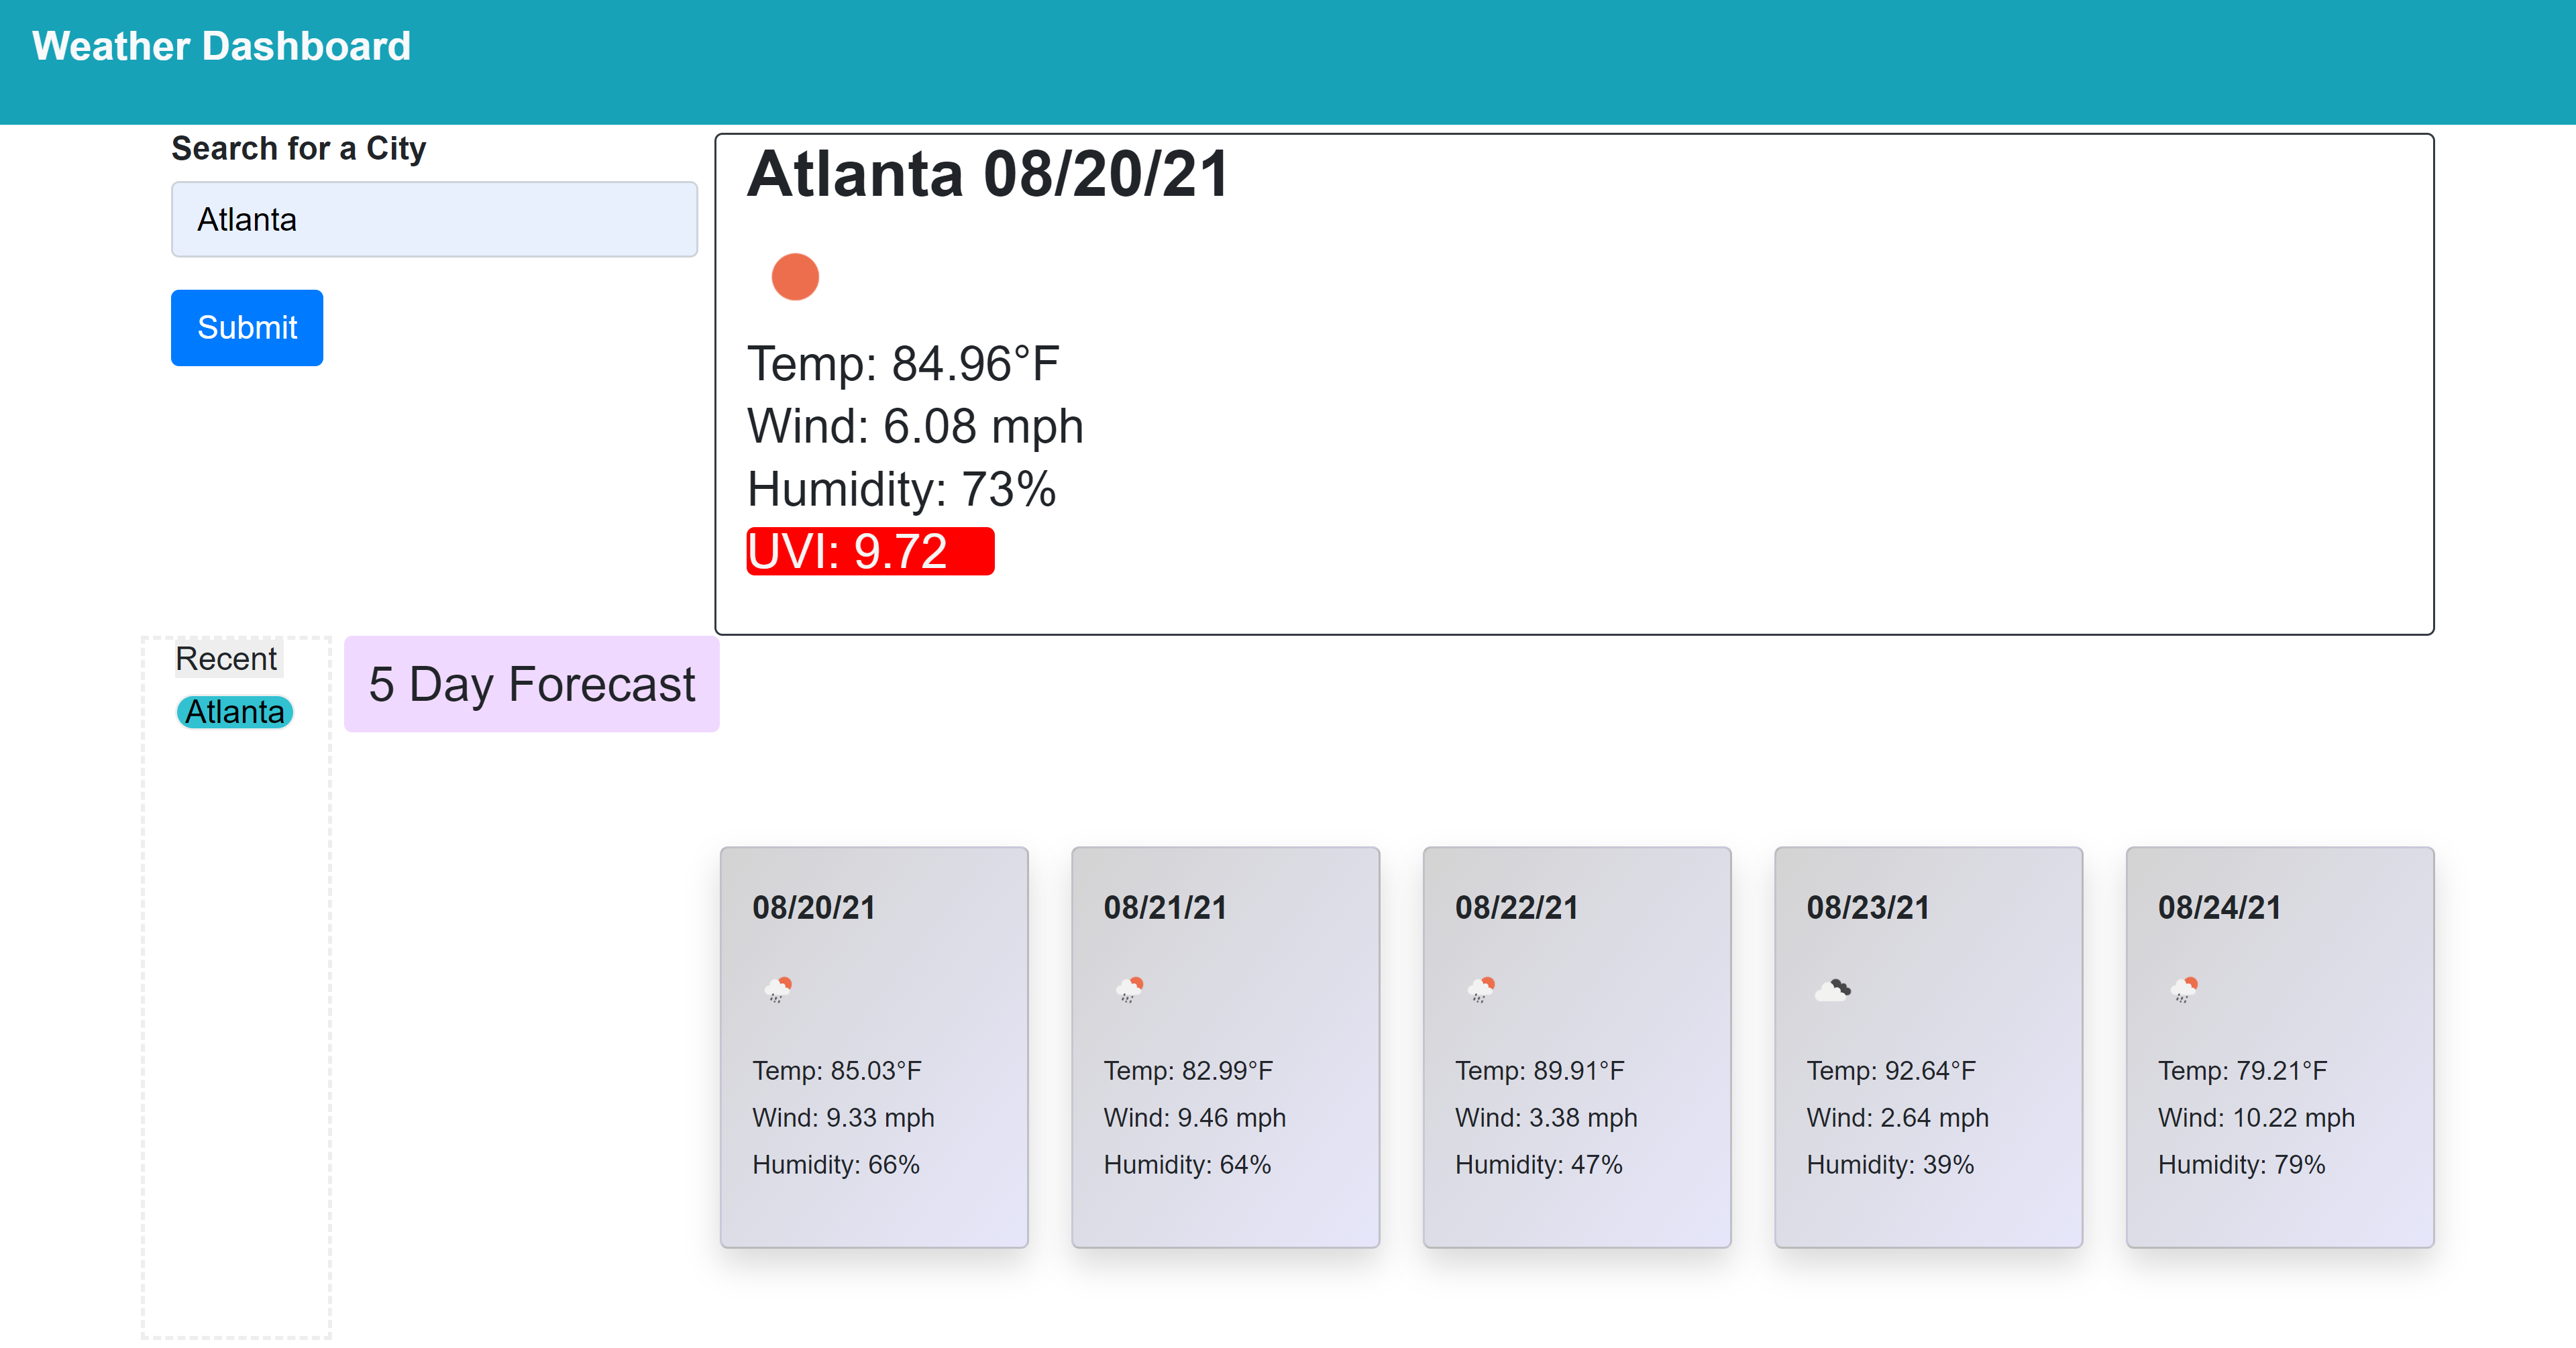 Weather Dashboard
Search for a City
Atlanta
Submit
Atlanta 08/20/21
Temp: 84.96°F
Wind: 6.08 mph
Humidity: 73%
UVI: 9.72
Recent
Atlanta
5 Day Forecast
08/20/21
Temp: 85.03°F
Wind: 9.33 mph
Humidity: 66%
08/21/21
Temp: 82.99°F
Wind: 9.46 mph
Humidity: 64%
08/22/21
Temp: 89.91°F
Wind: 3.38 mph
Humidity: 47%
08/23/21
Temp: 92.64°F
Wind: 2.64 mph
Humidity: 39%
08/24/21
Temp: 79.21°F
Wind: 10.22 mph
Humidity: 79%